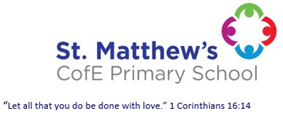 St. Matthew's
CofE Primary School
“Let all that you do be done with love.” 1 Corinthians 16:14